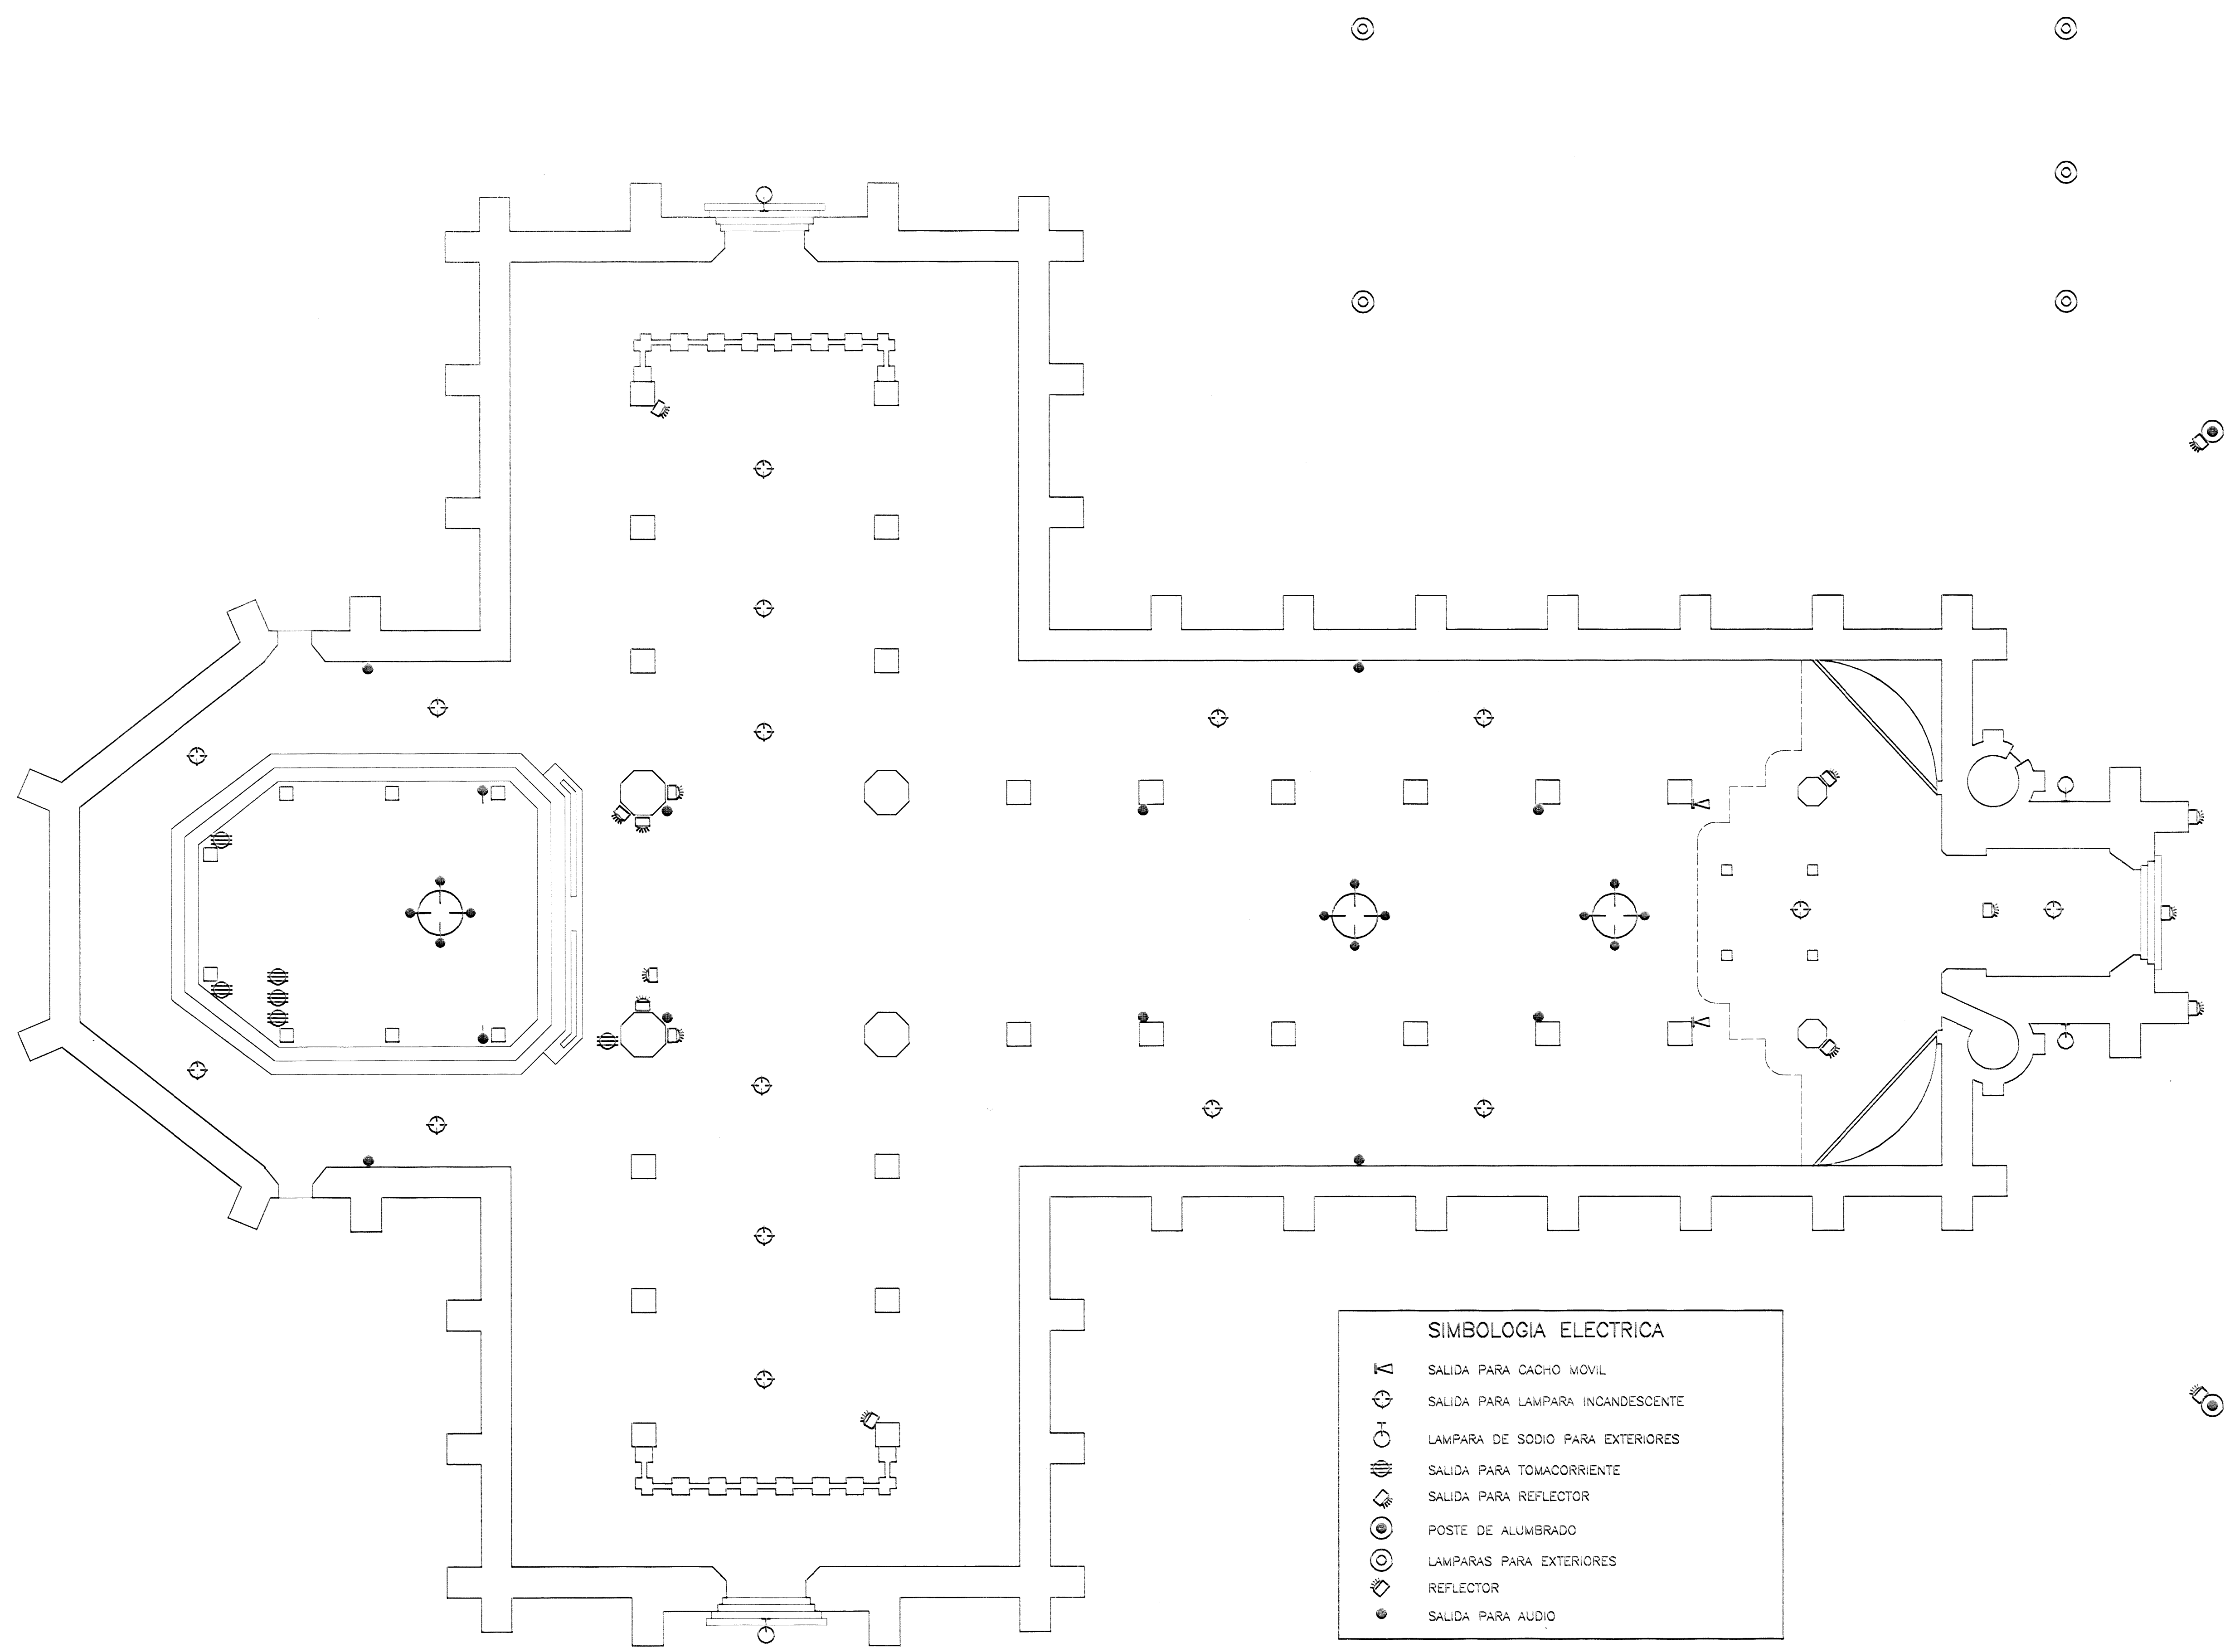 SIMBOLOGIA ELECTRICA
SALIDA PARA CACHO MOVIL
SALIDA PARA LAMPARA INCANDESCENTE
LAMPARA DE SODIO PARA EXTERIORES
SALIDA PARA TOMACORRIENTE
SALIDA PARA REFLECTOR
POSTE DE ALUMBRADO
LAMPARAS PARA EXTERIORES
REFLECTOR
SALIDA PARA AUDIO